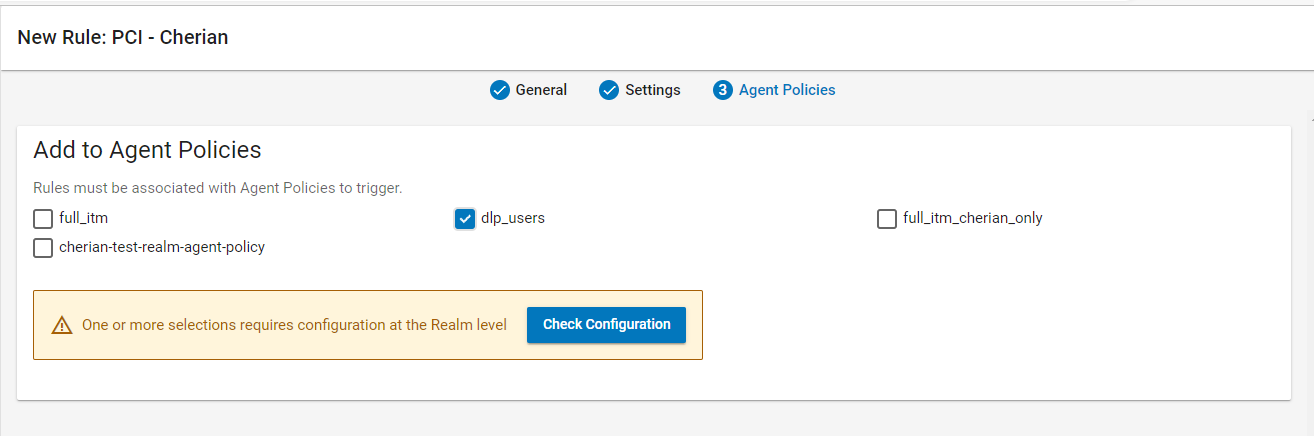 New Rule: PCI - Cherian
General Settings 3 Agent Policies
Add to Agent Policies
Rules must be associated with Agent Policies to trigger.
full_itm dlp_users full_itm_cherian_only
cherian-test-realm-agent-policy
One or more selections requires configuration at the Realm level Check Configuration